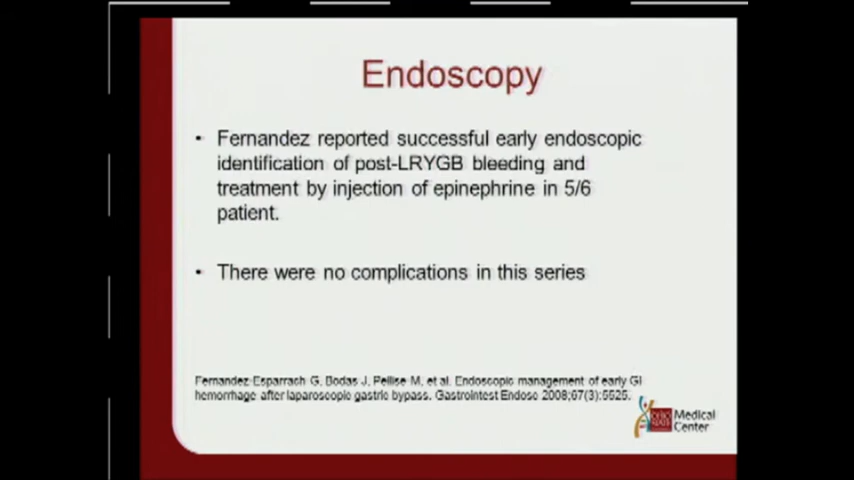 Endoscopy
• Fernandez reported successful early endoscopic
identification of post-LRYGB bleeding and
treatment by injection of epinephrine in 5/6
patient.
• There were no complications in this series
Fernandez-Esparrach G, Bodas J, Pellise M, et al. Endoscopic management of early GI
hemorrhage after laparoscopic gastric bypass. Gastrointest Endosc 2008;67(3):5525.
Medical
Center